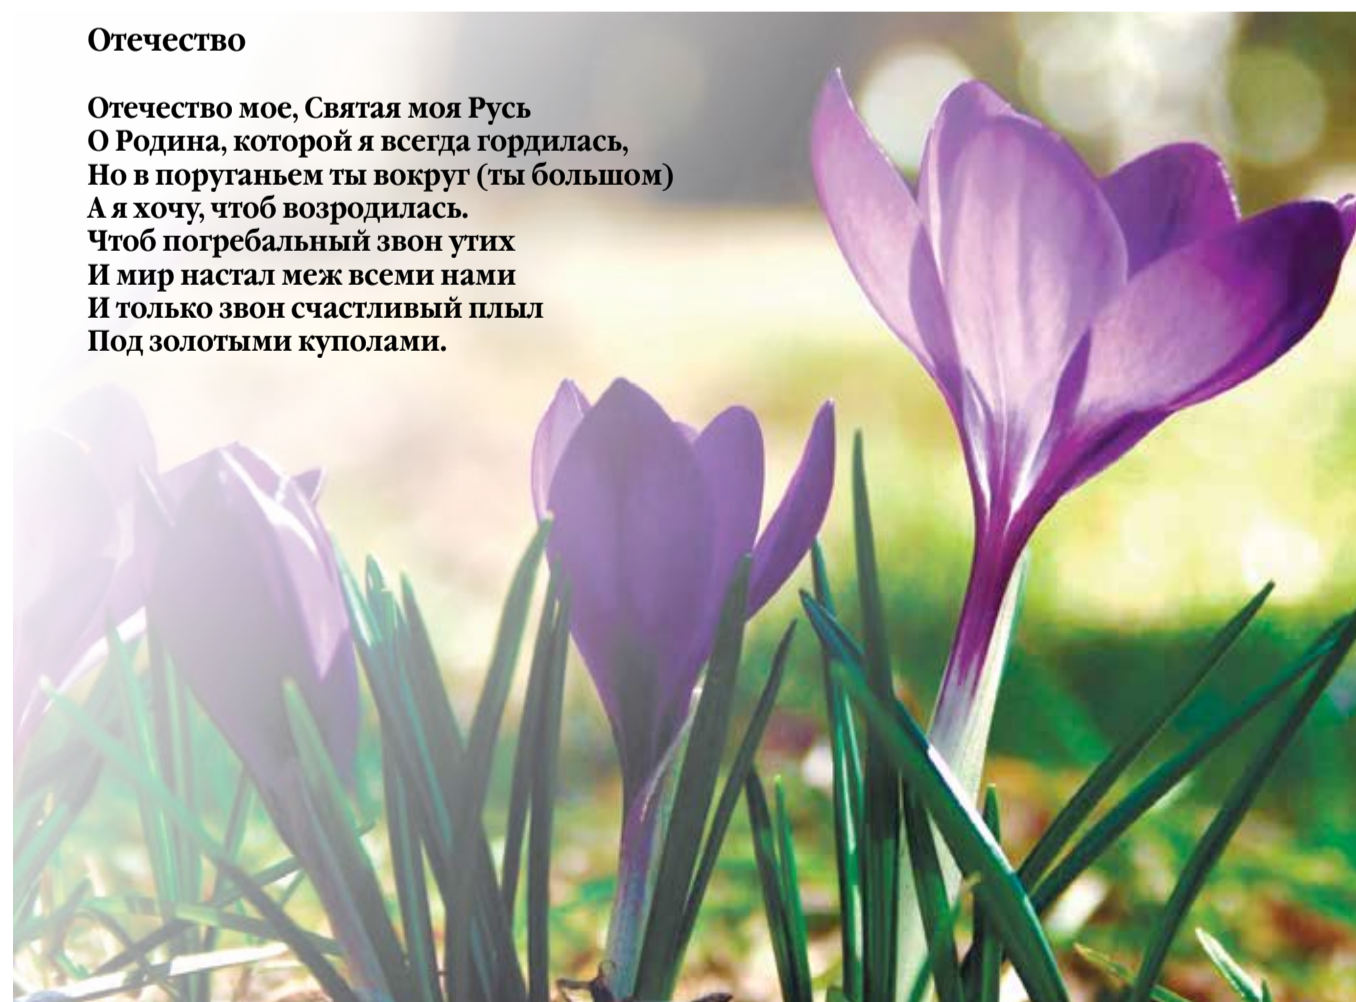 Отечество
Отечество мое, Святая моя Русь
О Родина, которой я всегда гордилась,
Но в поруганьем ты вокруг (ты большом)
А я хочу, чтоб возродилась.
Чтоб погребальный звон утих
И мир настал меж всеми нами
И только звон счастливый плыл
Под золотыми куполами.